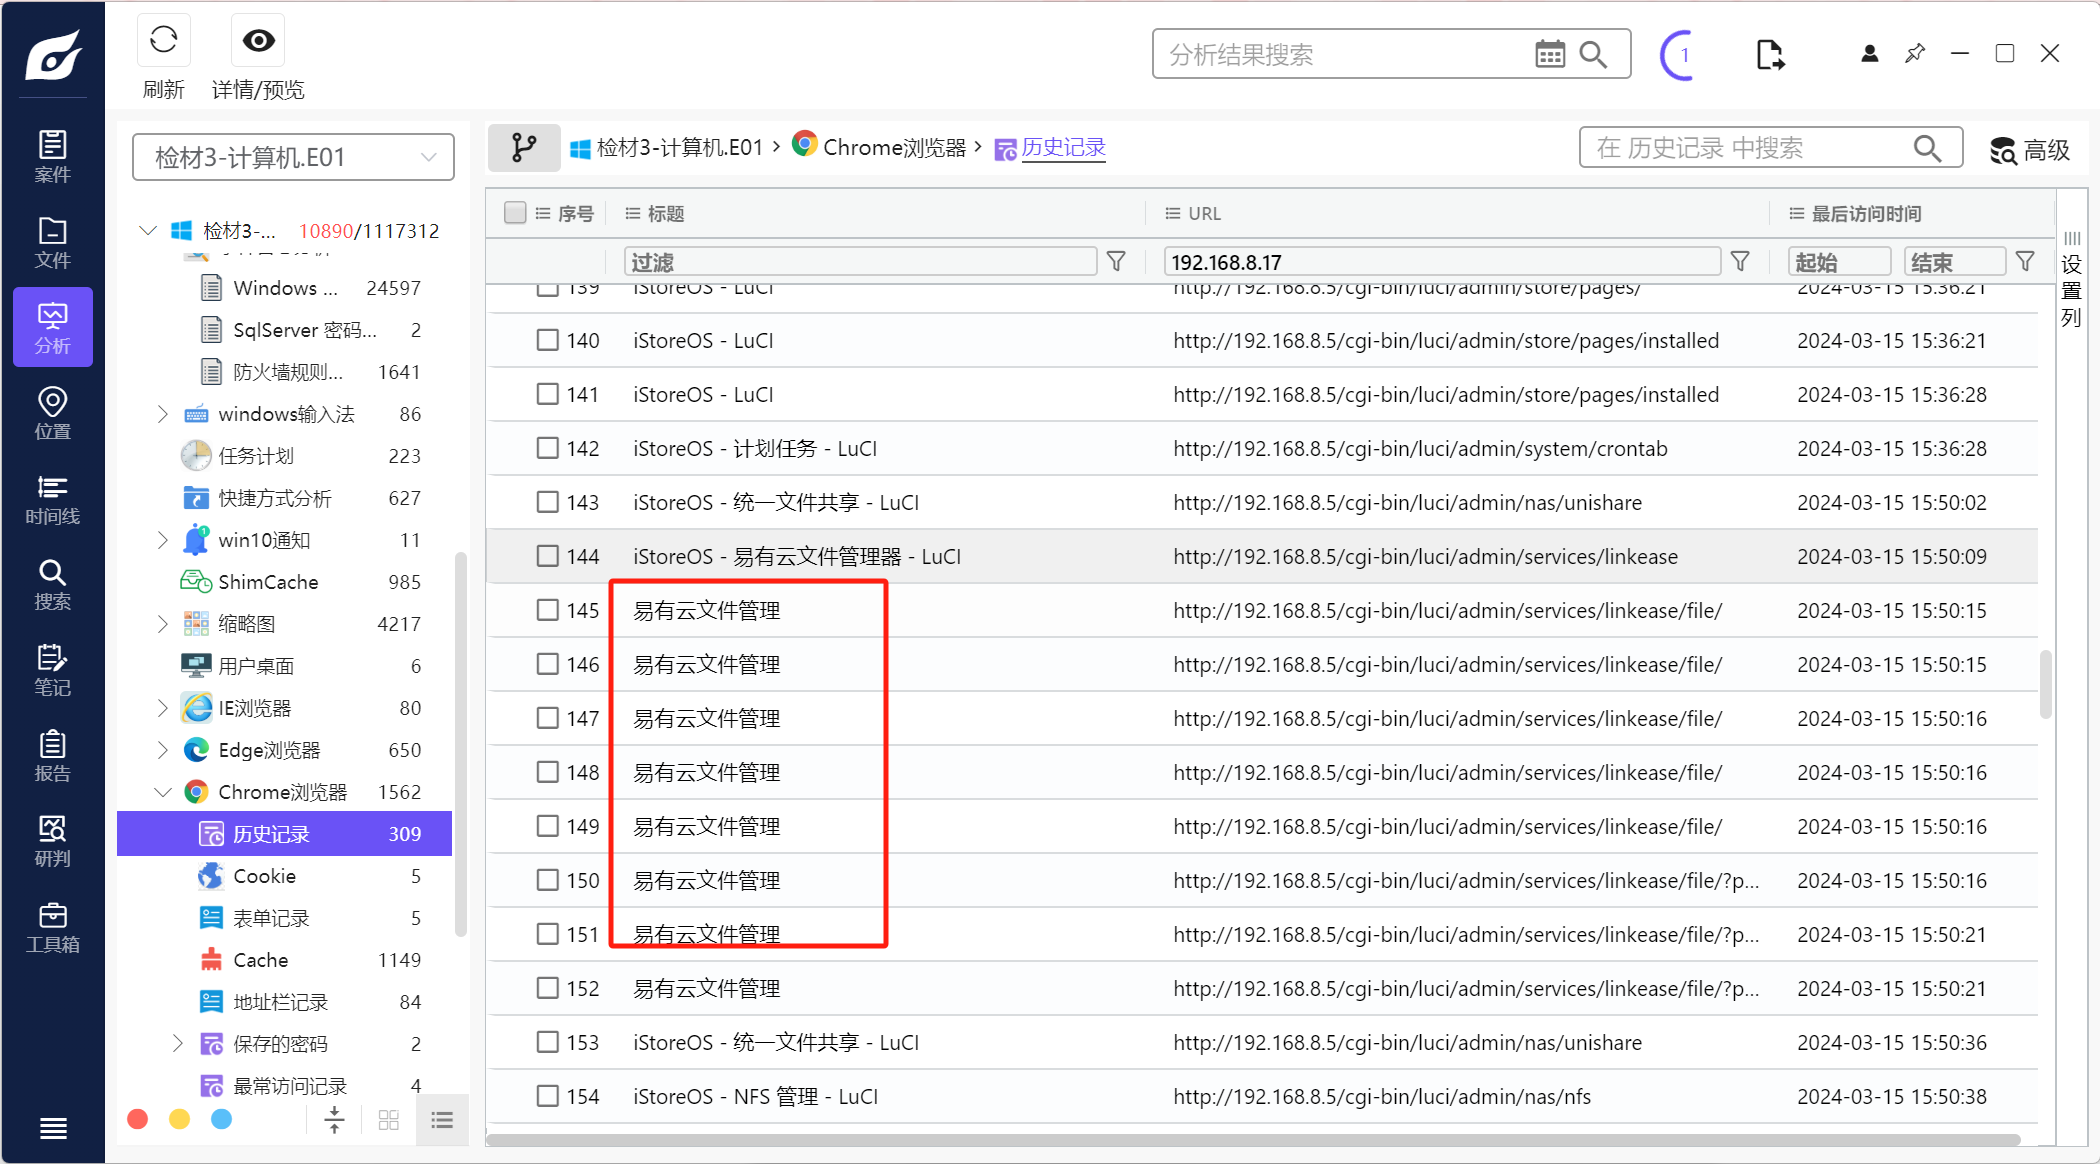 刷新
详情/预览
分析结果搜索
1
案件
文件
分析
位置
时间线
搜索
笔记
报告
研判
工具箱
检材3-计算机.E01
检材3-... 10890/1117312
Windows ... 24597
SqlServer 密码... 2
防火墙规则... 1641
windows输入法 86
任务计划 223
快捷方式分析 627
win10通知 11
ShimCache 985
缩略图 4217
用户桌面 6
IE浏览器 80
Edge浏览器 650
Chrome浏览器 1562
历史记录 309
Cookie 5
表单记录 5
Cache 1149
地址栏记录 84
保存的密码 2
最常访问记录 4
检材3-计算机.E01 › Chrome浏览器 › 历史记录
在 历史记录 中搜索
高级
序号 标题 URL 最后访问时间
过滤 192.168.8.17 起始 结束
设置列
139 iStoreOS - LuCI http://192.168.8.5/cgi-bin/luci/admin/store/pages/ 2024-03-15 15:36:21
140 iStoreOS - LuCI http://192.168.8.5/cgi-bin/luci/admin/store/pages/installed 2024-03-15 15:36:21
141 iStoreOS - LuCI http://192.168.8.5/cgi-bin/luci/admin/store/pages/installed 2024-03-15 15:36:28
142 iStoreOS - 计划任务 - LuCI http://192.168.8.5/cgi-bin/luci/admin/system/crontab 2024-03-15 15:36:28
143 iStoreOS - 统一文件共享 - LuCI http://192.168.8.5/cgi-bin/luci/admin/nas/unishare 2024-03-15 15:50:02
144 iStoreOS - 易有云文件管理器 - LuCI http://192.168.8.5/cgi-bin/luci/admin/services/linkease 2024-03-15 15:50:09
145 易有云文件管理 http://192.168.8.5/cgi-bin/luci/admin/services/linkease/file/ 2024-03-15 15:50:15
146 易有云文件管理 http://192.168.8.5/cgi-bin/luci/admin/services/linkease/file/ 2024-03-15 15:50:15
147 易有云文件管理 http://192.168.8.5/cgi-bin/luci/admin/services/linkease/file/ 2024-03-15 15:50:16
148 易有云文件管理 http://192.168.8.5/cgi-bin/luci/admin/services/linkease/file/ 2024-03-15 15:50:16
149 易有云文件管理 http://192.168.8.5/cgi-bin/luci/admin/services/linkease/file/ 2024-03-15 15:50:16
150 易有云文件管理 http://192.168.8.5/cgi-bin/luci/admin/services/linkease/file/?p... 2024-03-15 15:50:16
151 易有云文件管理 http://192.168.8.5/cgi-bin/luci/admin/services/linkease/file/?p... 2024-03-15 15:50:21
152 易有云文件管理 http://192.168.8.5/cgi-bin/luci/admin/services/linkease/file/?p... 2024-03-15 15:50:21
153 iStoreOS - 统一文件共享 - LuCI http://192.168.8.5/cgi-bin/luci/admin/nas/unishare 2024-03-15 15:50:36
154 iStoreOS - NFS 管理 - LuCI http://192.168.8.5/cgi-bin/luci/admin/nas/nfs 2024-03-15 15:50:38